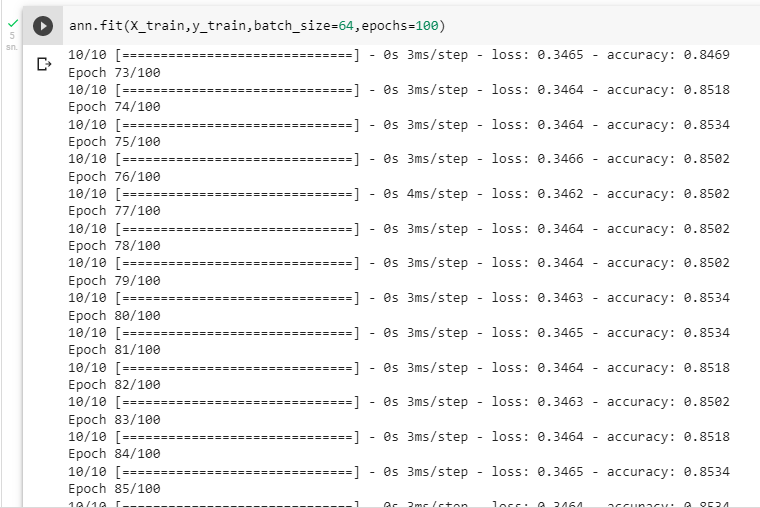 ann.fit(X_train,y_train,batch_size=64,epochs=100)
5
sn.
10/10 [==============================] - 0s 3ms/step - loss: 0.3465 - accuracy: 0.8469
Epoch 73/100
10/10 [==============================] - 0s 3ms/step - loss: 0.3464 - accuracy: 0.8518
Epoch 74/100
10/10 [==============================] - 0s 3ms/step - loss: 0.3464 - accuracy: 0.8534
Epoch 75/100
10/10 [==============================] - 0s 3ms/step - loss: 0.3466 - accuracy: 0.8502
Epoch 76/100
10/10 [==============================] - 0s 4ms/step - loss: 0.3462 - accuracy: 0.8502
Epoch 77/100
10/10 [==============================] - 0s 3ms/step - loss: 0.3464 - accuracy: 0.8502
Epoch 78/100
10/10 [==============================] - 0s 3ms/step - loss: 0.3464 - accuracy: 0.8502
Epoch 79/100
10/10 [==============================] - 0s 3ms/step - loss: 0.3463 - accuracy: 0.8534
Epoch 80/100
10/10 [==============================] - 0s 3ms/step - loss: 0.3465 - accuracy: 0.8534
Epoch 81/100
10/10 [==============================] - 0s 3ms/step - loss: 0.3464 - accuracy: 0.8518
Epoch 82/100
10/10 [==============================] - 0s 3ms/step - loss: 0.3463 - accuracy: 0.8502
Epoch 83/100
10/10 [==============================] - 0s 3ms/step - loss: 0.3464 - accuracy: 0.8518
Epoch 84/100
10/10 [==============================] - 0s 3ms/step - loss: 0.3465 - accuracy: 0.8534
Epoch 85/100
10/10 [==============================] - 0s 3ms/step - loss: 0.3464 - accuracy: 0.8534